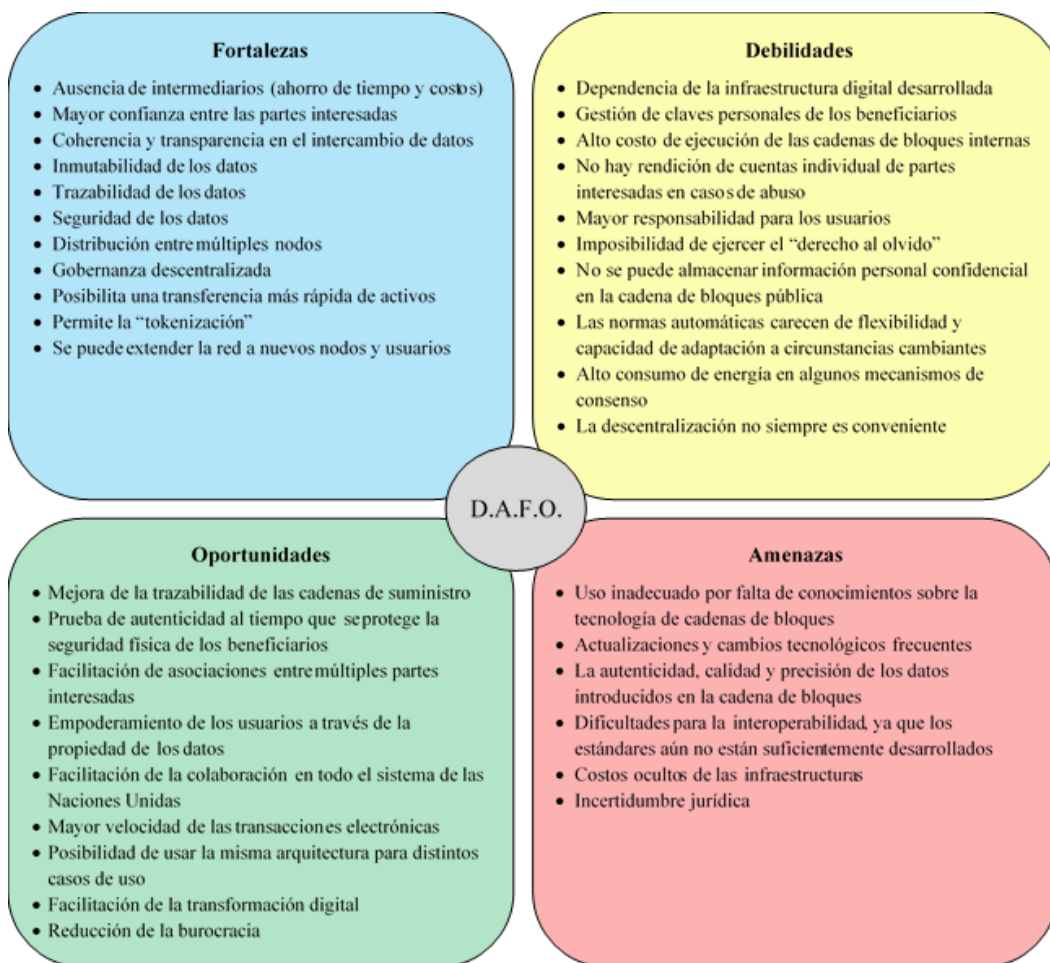 Fortalezas
• Ausencia de intermediarios (ahorro de tiempo y costos)
• Mayor confianza entre las partes interesadas
• Coherencia y transparencia en el intercambio de datos
• Inmutabilidad de los datos
• Trazabilidad de los datos
• Seguridad de los datos
• Distribución entre múltiples nodos
• Gobernanza descentralizada
• Posibilita una transferencia más rápida de activos
• Permite la “tokenización”
• Se puede extender la red a nuevos nodos y usuarios
Debilidades
• Dependencia de la infraestructura digital desarrollada
• Gestión de claves personales de los beneficiarios
• Alto costo de ejecución de las cadenas de bloques internas
• No hay rendición de cuentas individual de partes
interesadas en casos de abuso
• Mayor responsabilidad para los usuarios
• Imposibilidad de ejercer el “derecho al olvido”
• No se puede almacenar información personal confidencial
en la cadena de bloques pública
• Las normas automáticas carecen de flexibilidad y
capacidad de adaptación a circunstancias cambiantes
• Alto consumo de energía en algunos mecanismos de
consenso
• La descentralización no siempre es conveniente
D.A.F.O.
Oportunidades
• Mejora de la trazabilidad de las cadenas de suministro
• Prueba de autenticidad al tiempo que se protege la
seguridad física de los beneficiarios
• Facilitación de asociaciones entre múltiples partes
interesadas
• Empoderamiento de los usuarios a través de la
propiedad de los datos
• Facilitación de la colaboración en todo el sistema de las
Naciones Unidas
• Mayor velocidad de las transacciones electrónicas
• Posibilidad de usar la misma arquitectura para distintos
casos de uso
• Facilitación de la transformación digital
• Reducción de la burocracia
Amenazas
• Uso inadecuado por falta de conocimientos sobre la
tecnología de cadenas de bloques
• Actualizaciones y cambios tecnológicos frecuentes
• La autenticidad, calidad y precisión de los datos
introducidos en la cadena de bloques
• Dificultades para la interoperabilidad, ya que los
estándares aún no están suficientemente desarrollados
• Costos ocultos de las infraestructuras
• Incertidumbre jurídica